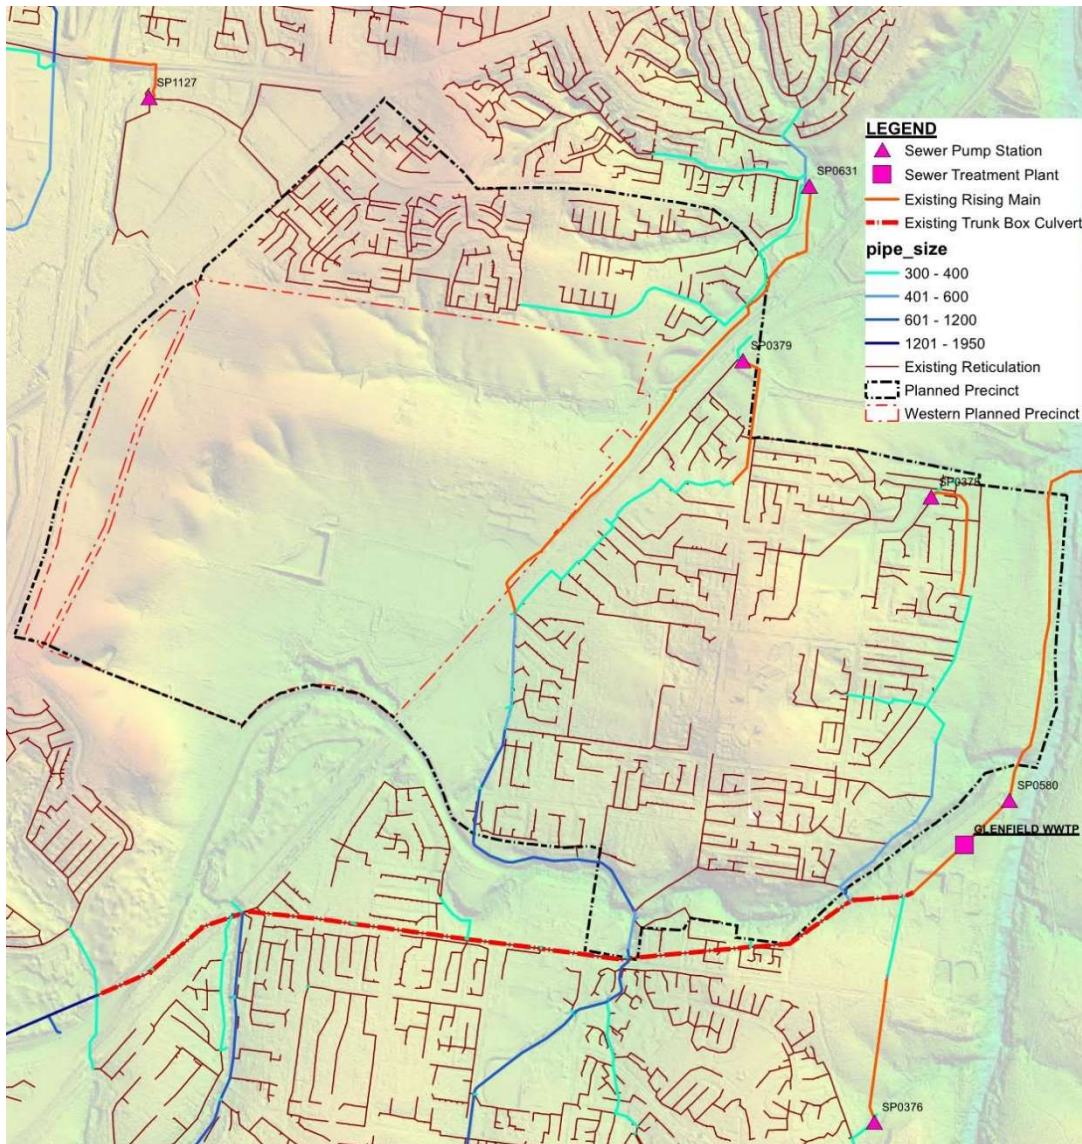 SP1127
LEGEND
Sewer Pump Station
Sewer Treatment Plant
Existing Rising Main
Existing Trunk Box Culvert
pipe_size
300 - 400
401 - 600
601 - 1200
1201 - 1950
Existing Reticulation
Planned Precinct
Western Planned Precinct
SP0631
SP0379
SP0378
SP0580
GLENFIELD WWTP
SP0376